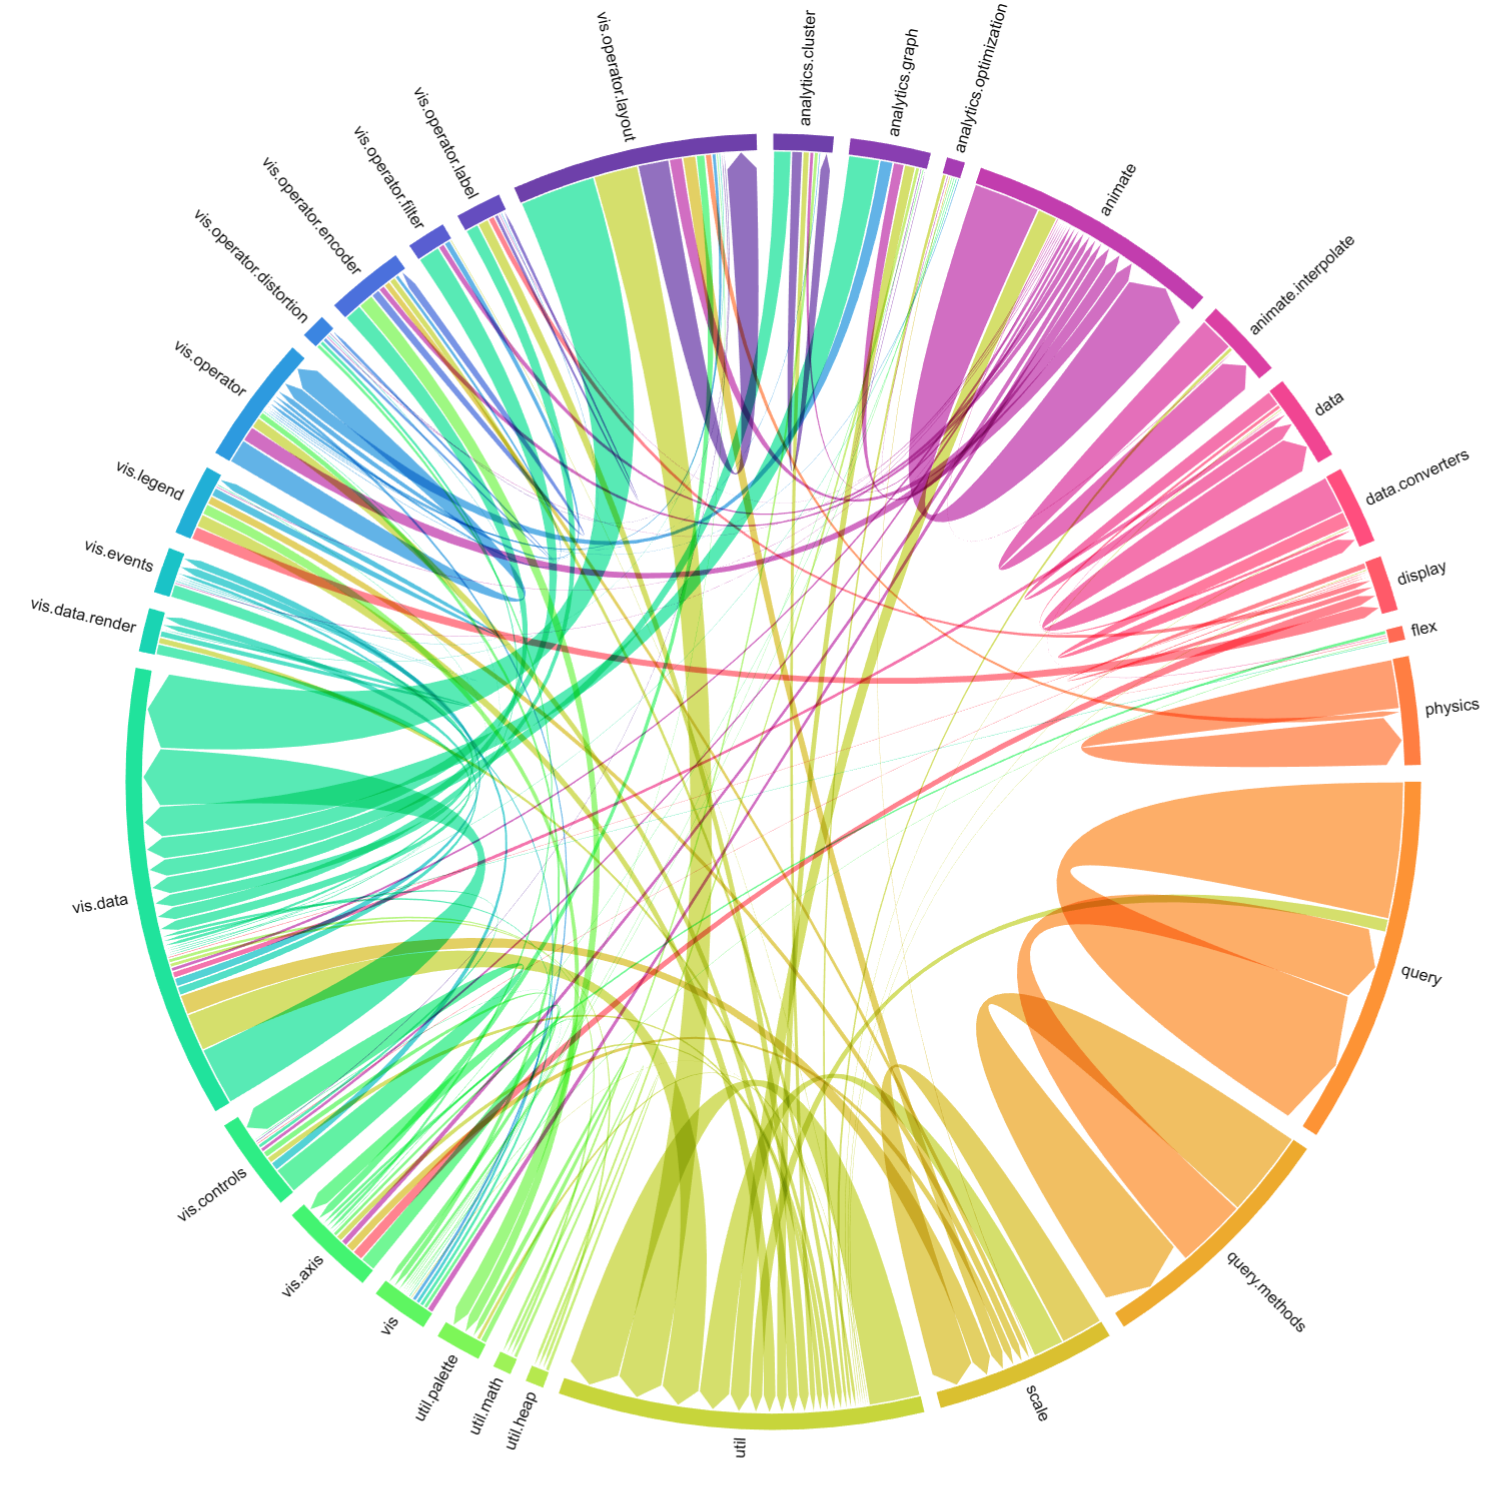 analytics.cluster
analytics.graph
analytics.optimization
animate
animate.interpolate
data
data.converters
display
flex
physics
query
query.methods
scale
util
util.heap
util.math
util.palette
vis
vis.axis
vis.controls
vis.data
vis.data.render
vis.events
vis.legend
vis.operator
vis.operator.distortion
vis.operator.encoder
vis.operator.filter
vis.operator.label
vis.operator.layout